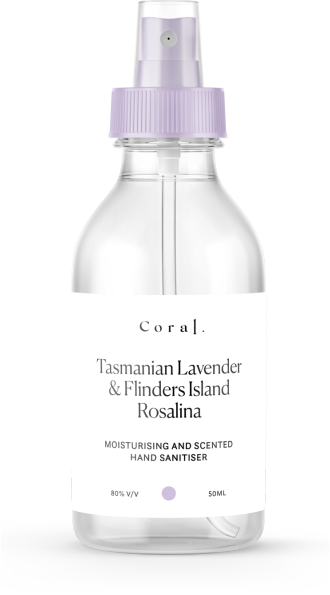 Coral.
Tasmanian Lavender
& Flinders Island
Rosalina
MOISTURISING AND SCENTED
HAND SANITISER
80% V/V
50ML